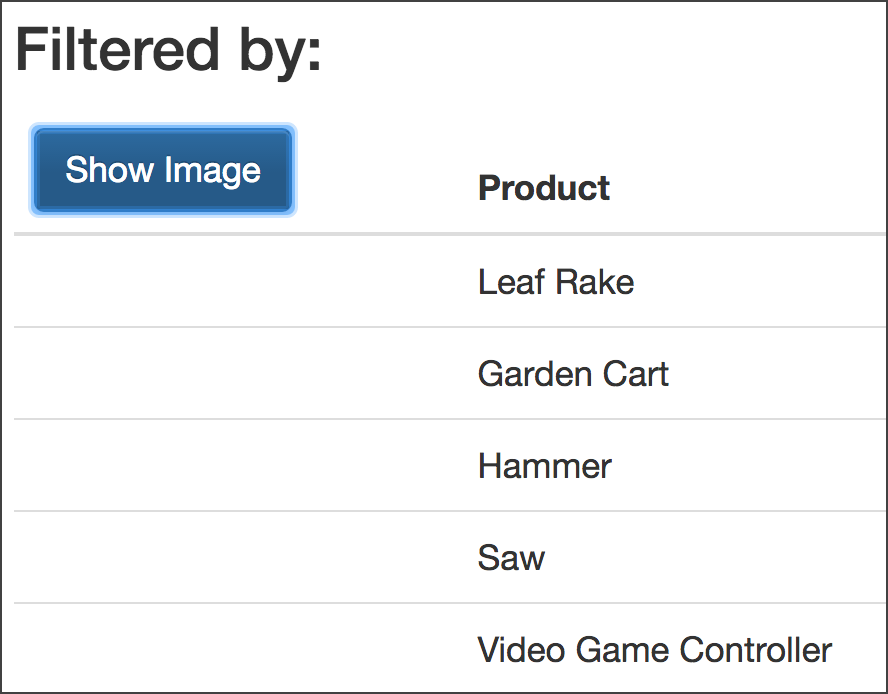 Filtered by:
Show Image
Product
Leaf Rake
Garden Cart
Hammer
Saw
Video Game Controller